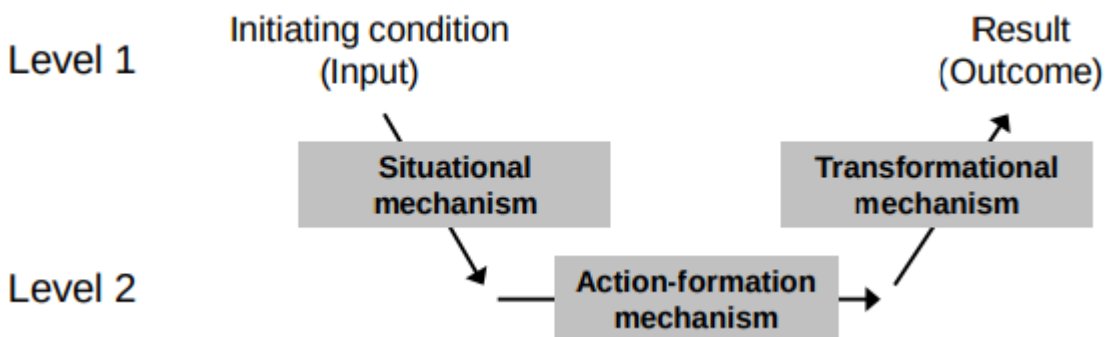 Level 1
Initiating condition
(Input)
Result
(Outcome)
Situational
mechanism
Transformational
mechanism
Level 2
Action-formation
mechanism